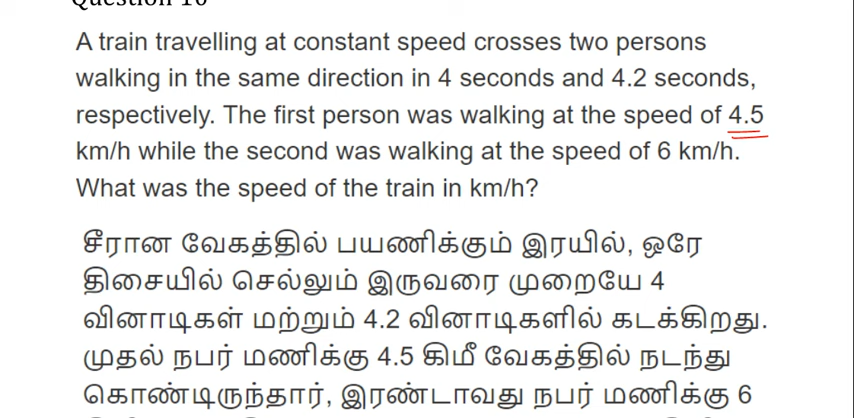 Question 16
A train travelling at constant speed crosses two persons
walking in the same direction in 4 seconds and 4.2 seconds,
respectively. The first person was walking at the speed of 4.5
km/h while the second was walking at the speed of 6 km/h.
What was the speed of the train in km/h?
சீரான வேகத்தில் பயணிக்கும் இரயில், ஒரே
திசையில் செல்லும் இருவரை முறையே 4
வினாடிகள் மற்றும் 4.2 வினாடிகளில் கடக்கிறது.
முதல் நபர் மணிக்கு 4.5 கிமீ வேகத்தில் நடந்து
கொண்டிருந்தார், இரண்டாவது நபர் மணிக்கு 6